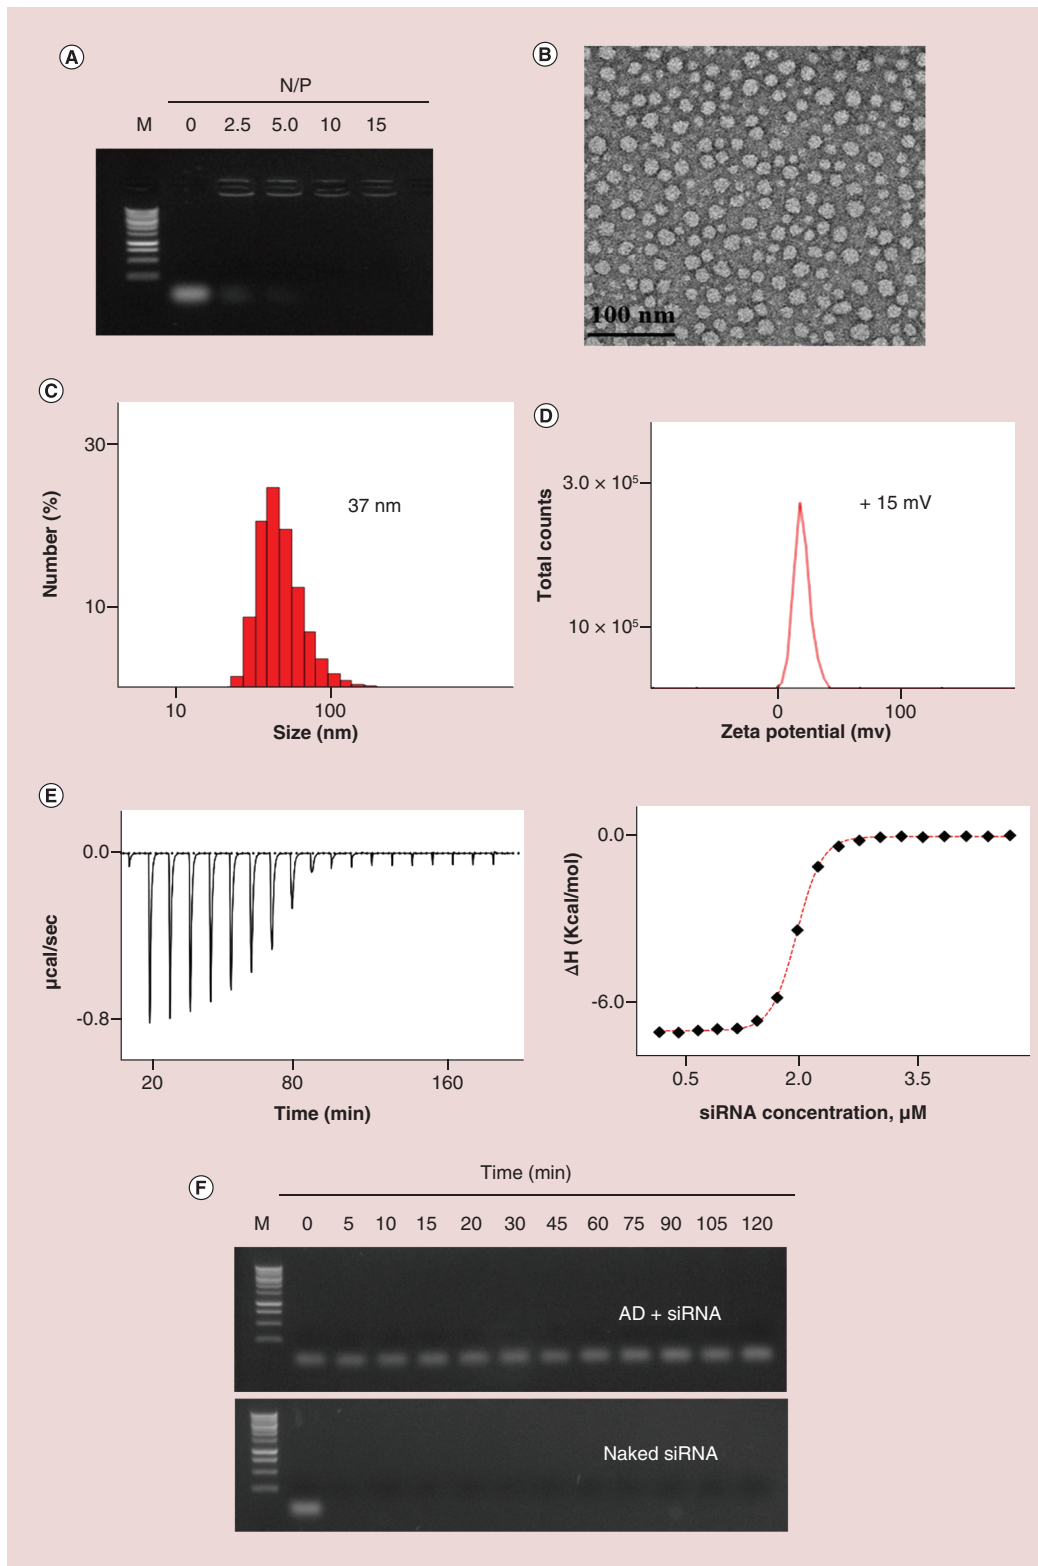 A
N/P
M 0 2.5 5.0 10 15
B
100 nm
C
30
10
Number (%)
37 nm
10 100
Size (nm)
D
3.0 × 10⁵
10 × 10⁵
Total counts
+ 15 mV
0 100
Zeta potential (mv)
E
0.0
-0.8
µcal/sec
20 80 160
Time (min)
0.0
-6.0
ΔH (Kcal/mol)
0.5 2.0 3.5
siRNA concentration, µM
F
Time (min)
M 0 5 10 15 20 30 45 60 75 90 105 120
AD + siRNA
Naked siRNA